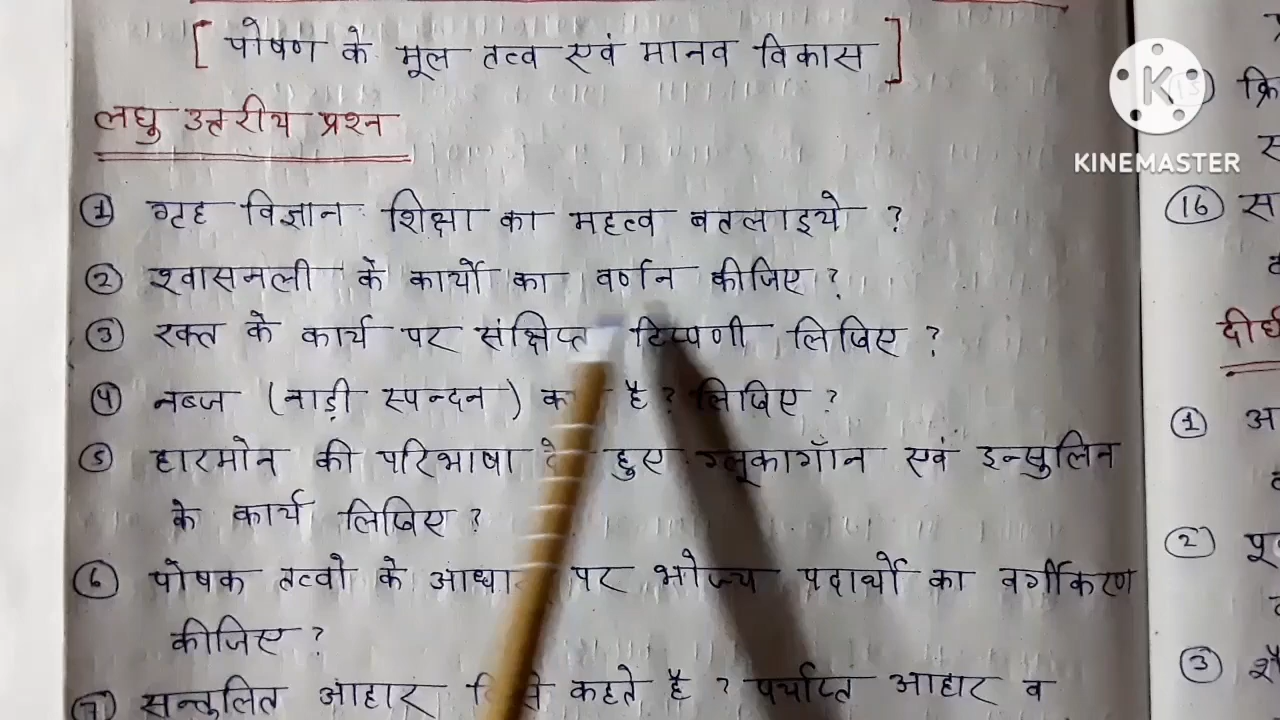 [ पोषण के मूल तत्व एवं मानव विकास ]
लघु उत्तरीय प्रश्न
① गृह विज्ञान शिक्षा का महत्व बतलाइये ?
② श्वासनली के कार्यो का वर्णन कीजिए ?
③ रक्त के कार्य पर संक्षिप्त टिप्पणी लिखिए ?
④ नब्ज (नाड़ी स्पन्दन) है ? लिखिए ?
⑤ हारमोन की परिभाषा हुए ग्लूकागॉन एवं इन्सुलिन
के कार्य लिखिए ?
⑥ पोषक तत्वो के पर भोज्य पदार्थो का वर्गीकरण
कीजिए ?
⑦ सन्तुलित आहार कहते है ? पर्याप्त आहार व
KINEMASTER
क्रि
स
⑯ स
दीर्घ
① अ
② पू
③ शै